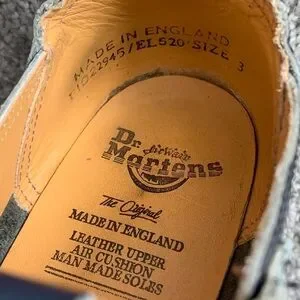 MADE IN ENGLAND
EL520 SIZE 3
Dr. AirWair
Martens
The Original
MADE IN ENGLAND
LEATHER UPPER
AIR CUSHION
MAN MADE SOLES